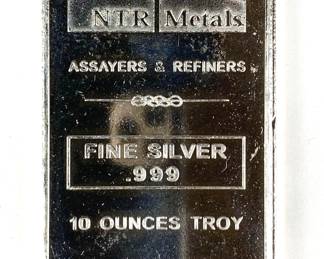 NTR Metals
ASSAYERS & REFINERS
FINE SILVER
.999
10 OUNCES TROY